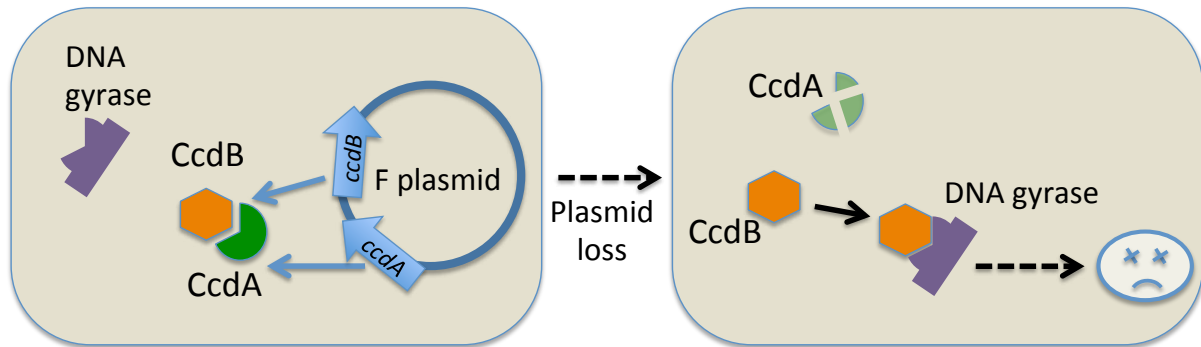 DNA
gyrase
CcdB
CcdA
ccdB
ccdA
F plasmid
Plasmid
loss
CcdA
CcdB
DNA gyrase